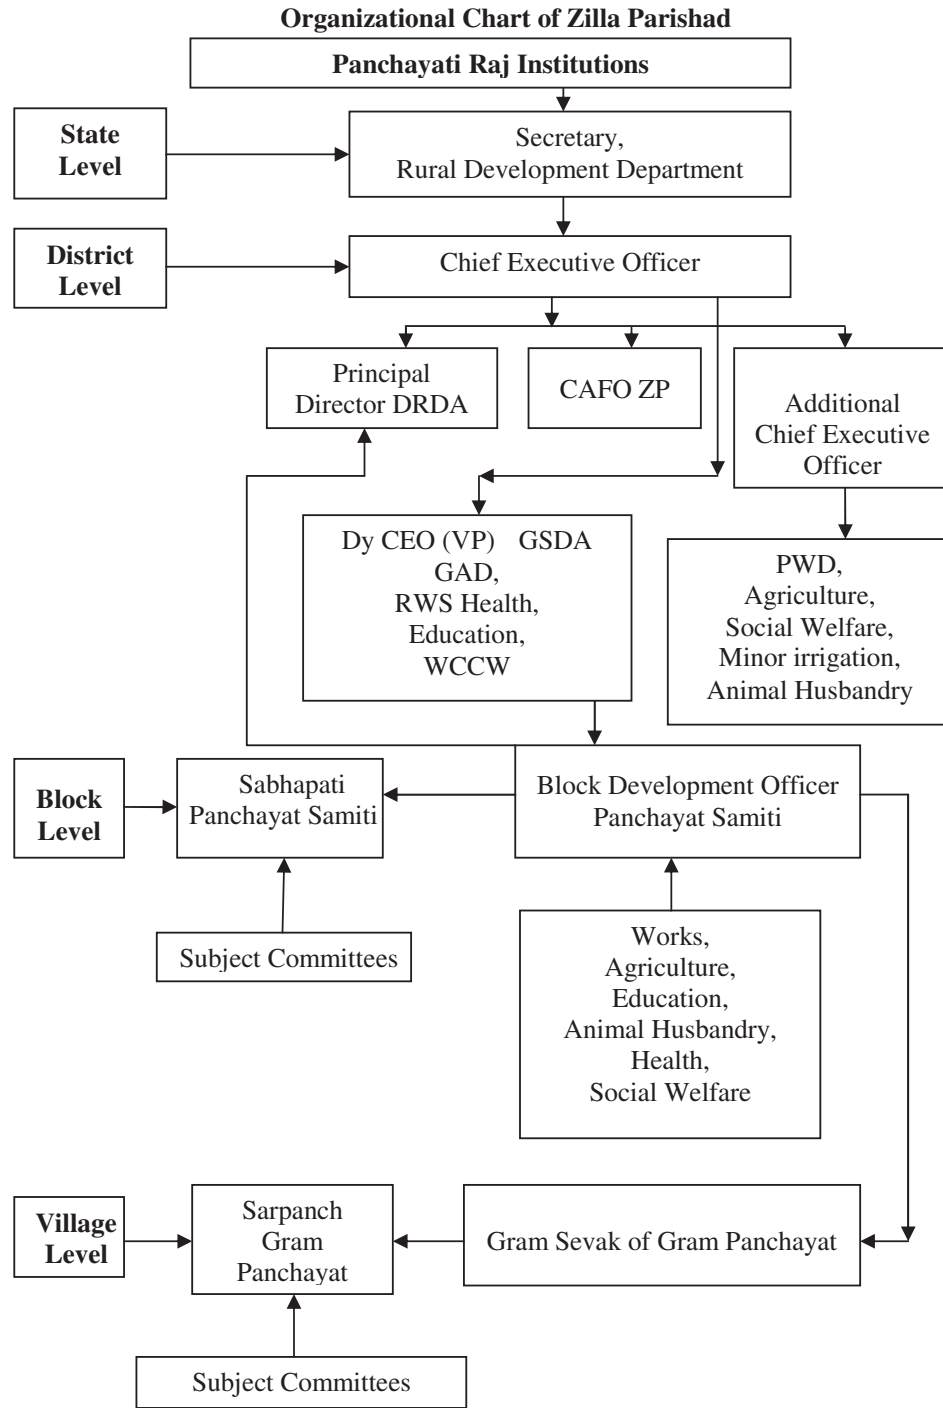 Organizational Chart of Zilla Parishad
Panchayati Raj Institutions
State
Level
Secretary,
Rural Development Department
District
Level
Chief Executive Officer
Principal
Director DRDA
CAFO ZP
Additional
Chief Executive
Officer
Dy CEO (VP) GSDA
GAD,
RWS Health,
Education,
WCCW
PWD,
Agriculture,
Social Welfare,
Minor irrigation,
Animal Husbandry
Block
Level
Sabhapati
Panchayat Samiti
Block Development Officer
Panchayat Samiti
Subject Committees
Works,
Agriculture,
Education,
Animal Husbandry,
Health,
Social Welfare
Village
Level
Sarpanch
Gram
Panchayat
Gram Sevak of Gram Panchayat
Subject Committees